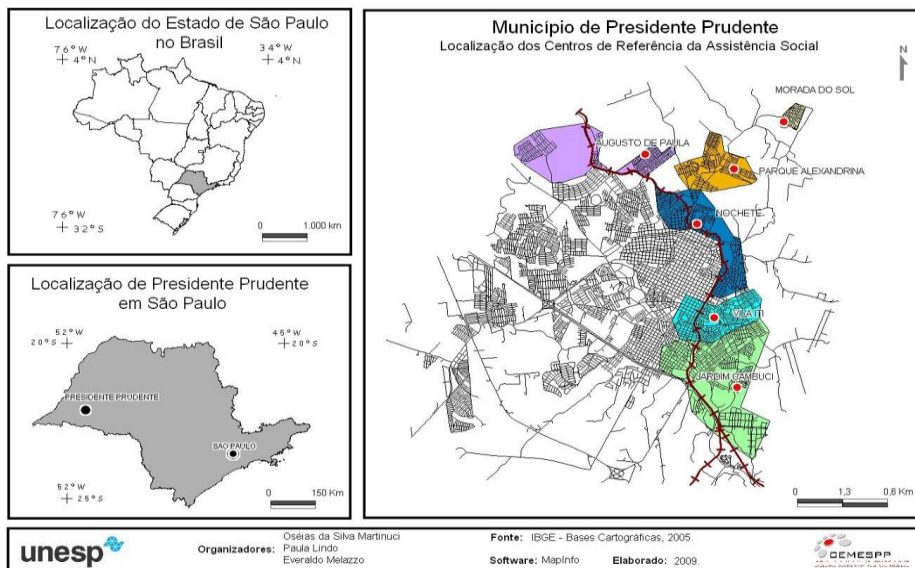 Localização do Estado de São Paulo
no Brasil
76°W
4°N
34°W
4°N
76°W
32°S
0 1.000 km
Localização de Presidente Prudente
em São Paulo
52°W
20°S
45°W
20°S
PRESIDENTE PRUDENTE
SAO PAULO
52°W
25°S
0 150 Km
Município de Presidente Prudente
Localização dos Centros de Referência da Assistência Social
N
MORADA DO SOL
AUGUSTO DE PAULA
PARQUE ALEXANDRINA
NOCHETE
VILA ITI
JARDIM CAMBUCI
0 1,3 0,6 Km
unesp
Organizadores:
Oséias da Silva Martinuci
Paula Lindo
Everaldo Melazzo
Fonte: IBGE - Bases Cartográficas, 2005.
Software: MapInfo Elaborado: 2009.
CEMESPP